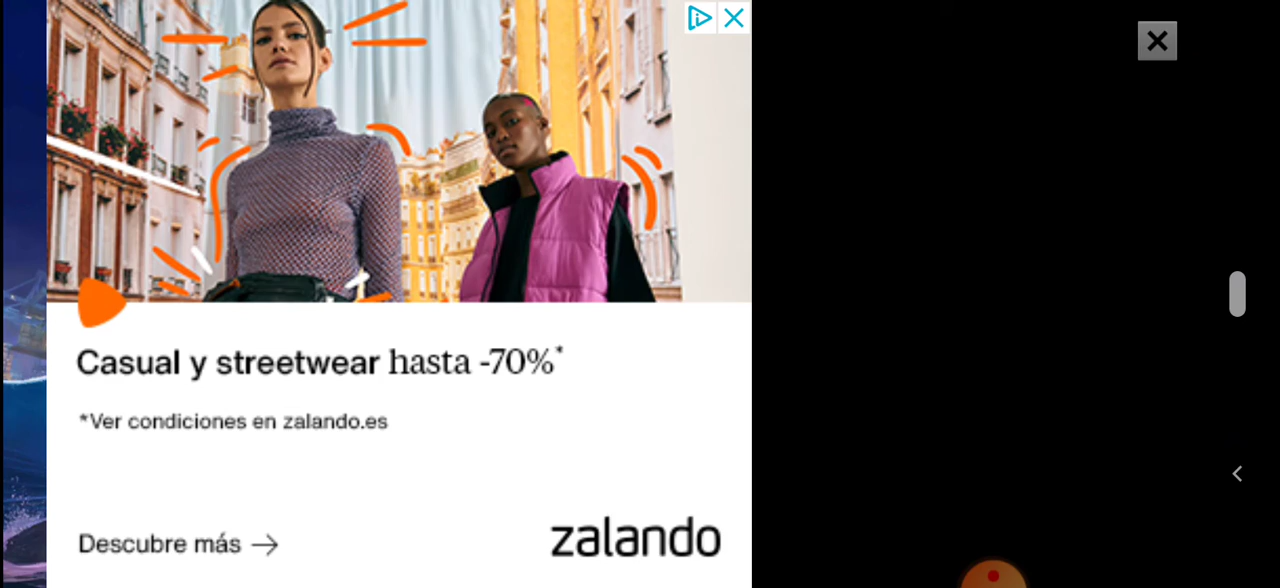 Casual y streetwear hasta -70%*
*Ver condiciones en zalando.es
Descubre más →
zalando